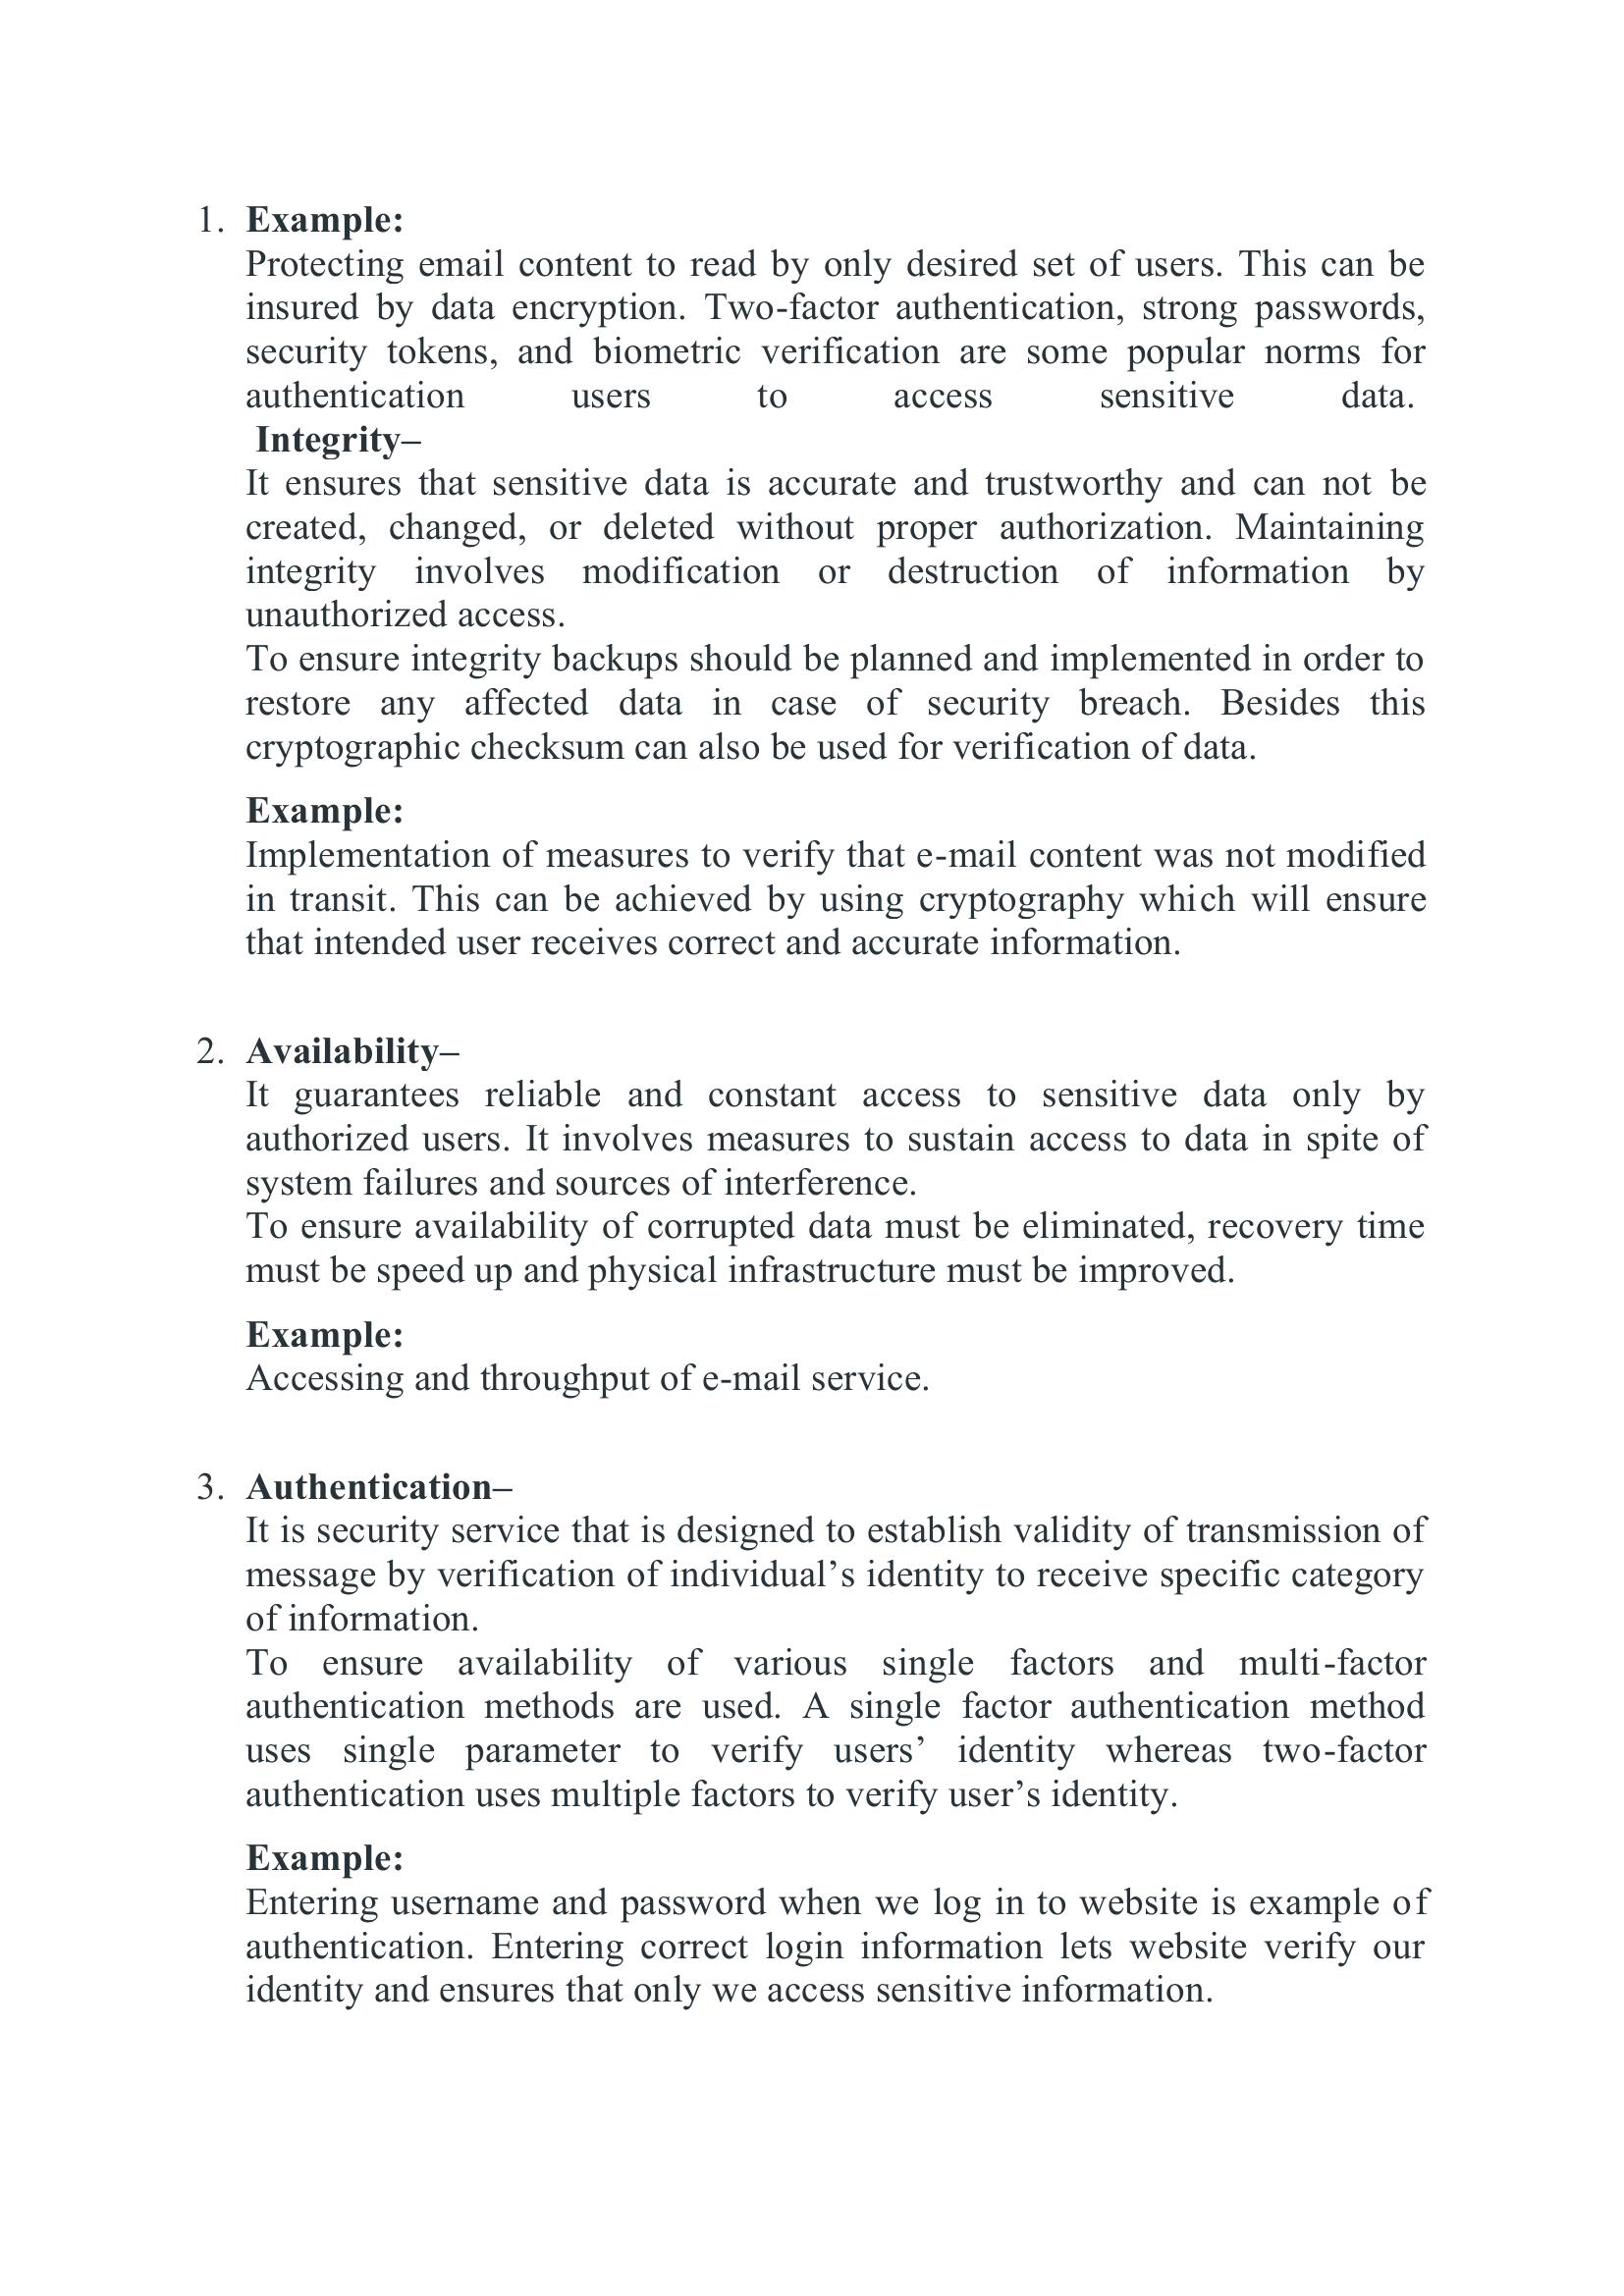 1. Example:
Protecting email content to read by only desired set of users. This can be
insured by data encryption. Two-factor authentication, strong passwords,
security tokens, and biometric verification are some popular norms for
authentication users to access sensitive data.
Integrity–
It ensures that sensitive data is accurate and trustworthy and can not be
created, changed, or deleted without proper authorization. Maintaining
integrity involves modification or destruction of information by
unauthorized access.
To ensure integrity backups should be planned and implemented in order to
restore any affected data in case of security breach. Besides this
cryptographic checksum can also be used for verification of data.
Example:
Implementation of measures to verify that e-mail content was not modified
in transit. This can be achieved by using cryptography which will ensure
that intended user receives correct and accurate information.
2. Availability–
It guarantees reliable and constant access to sensitive data only by
authorized users. It involves measures to sustain access to data in spite of
system failures and sources of interference.
To ensure availability of corrupted data must be eliminated, recovery time
must be speed up and physical infrastructure must be improved.
Example:
Accessing and throughput of e-mail service.
3. Authentication–
It is security service that is designed to establish validity of transmission of
message by verification of individual’s identity to receive specific category
of information.
To ensure availability of various single factors and multi-factor
authentication methods are used. A single factor authentication method
uses single parameter to verify users’ identity whereas two-factor
authentication uses multiple factors to verify user’s identity.
Example:
Entering username and password when we log in to website is example of
authentication. Entering correct login information lets website verify our
identity and ensures that only we access sensitive information.